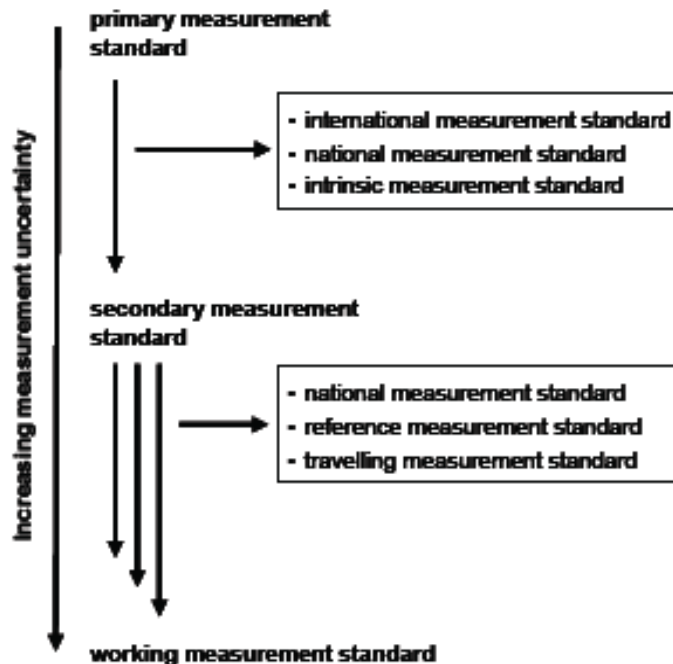 primary measurement
standard
- international measurement standard
- national measurement standard
- intrinsic measurement standard
Increasing measurement uncertainty
secondary measurement
standard
- national measurement standard
- reference measurement standard
- travelling measurement standard
working measurement standard